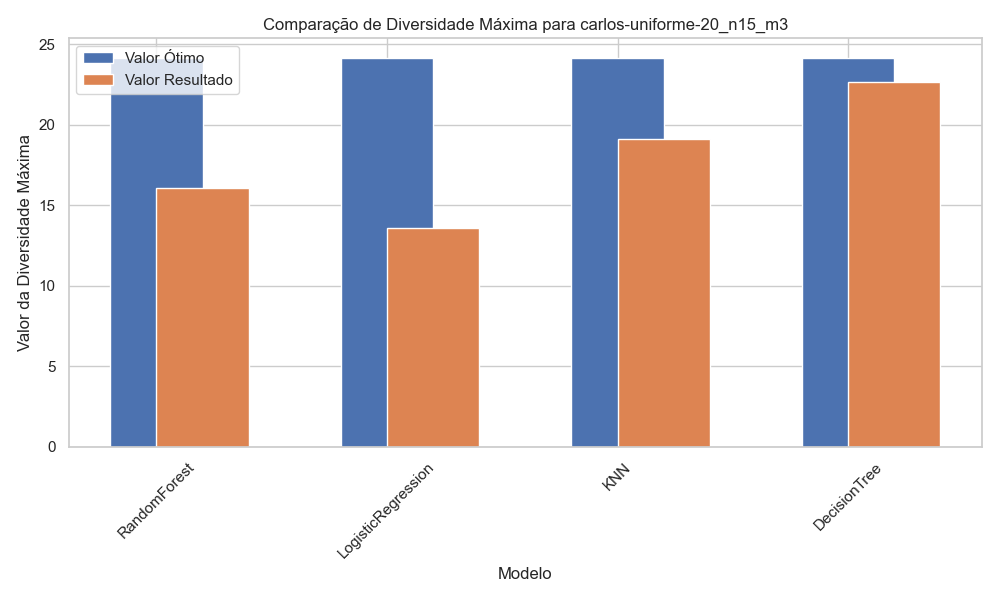 Comparação de Diversidade Máxima para carlos-uniforme-20_n15_m3
Valor Ótimo
Valor Resultado
Valor da Diversidade Máxima
25
20
15
10
5
0
RandomForest
LogisticRegression
KNN
DecisionTree
Modelo